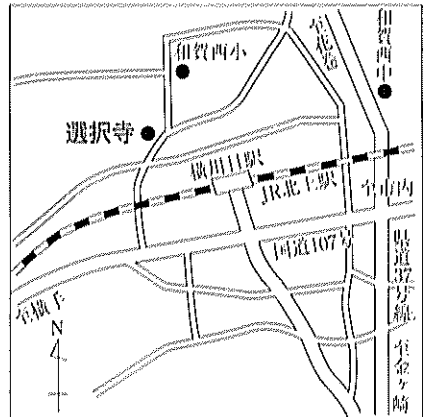 和賀西小
至花巻
和賀西中
選択寺
横川目駅
JR北上駅
至市内
国道107号
県道37号線
至横手
N
至金ヶ崎